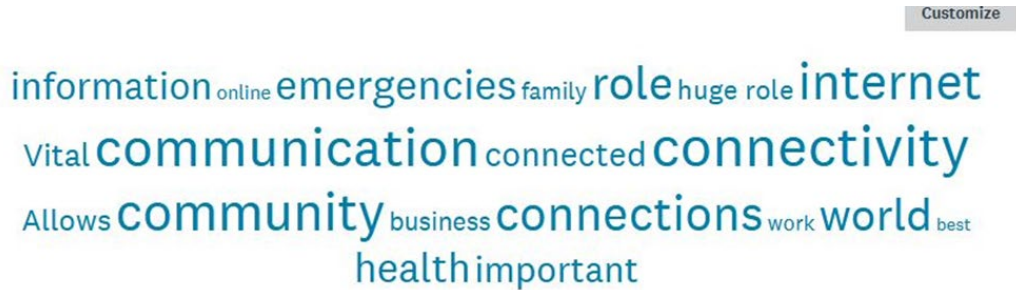 Customize
information online emergencies family role huge role internet
Vital communication connected connectivity
Allows community business connections work world best
health important